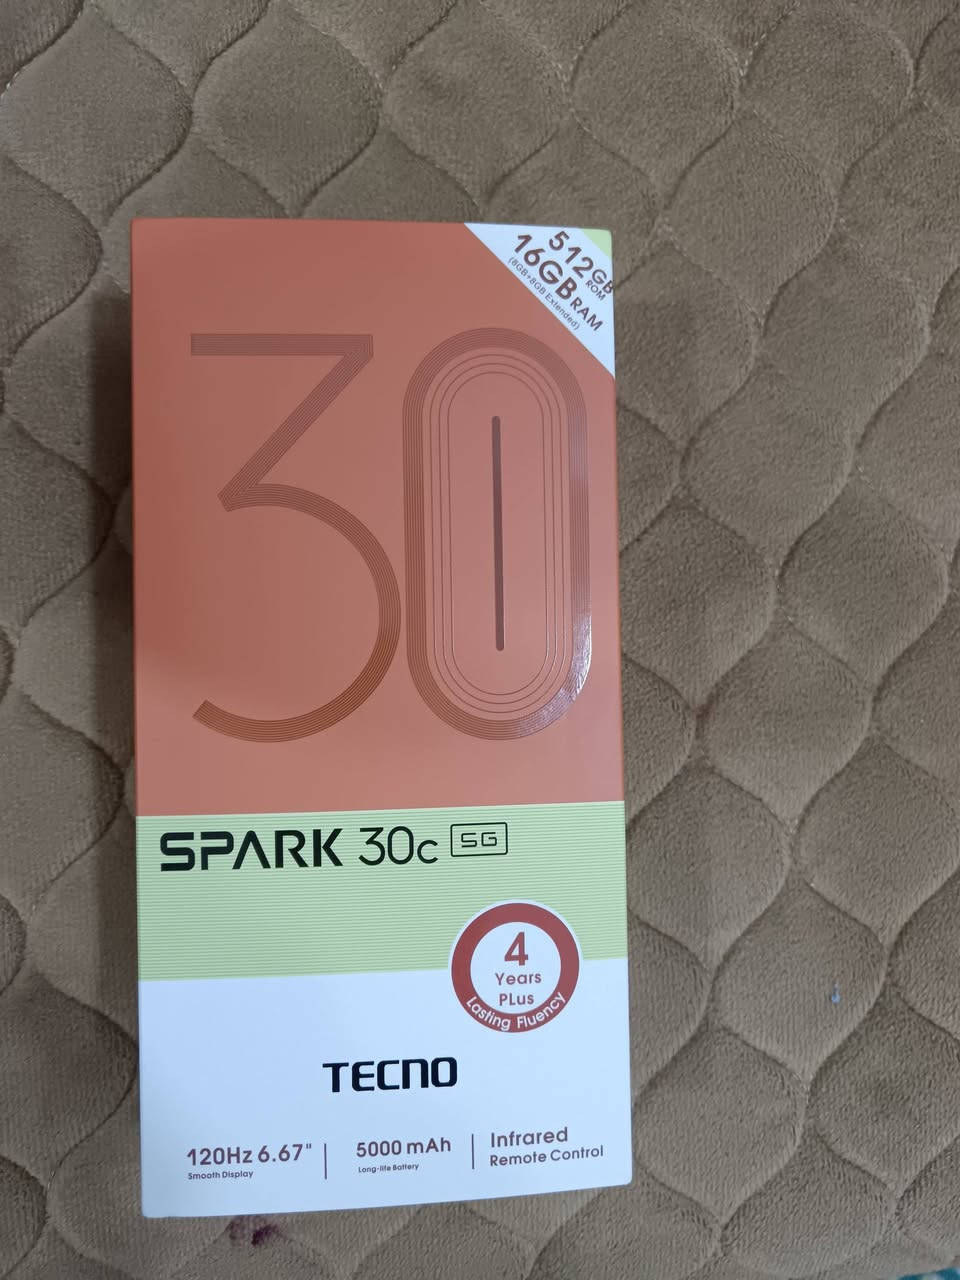 512GB
ROM
16GB RAM
(8GB+8GB Extended)
30
SPARK 30c 5G
4
Years
PLus
Lasting Fluency
TECNO
120Hz 6.67"
Smooth Display
5000 mAh
Long-life Battery
Infrared
Remote Control